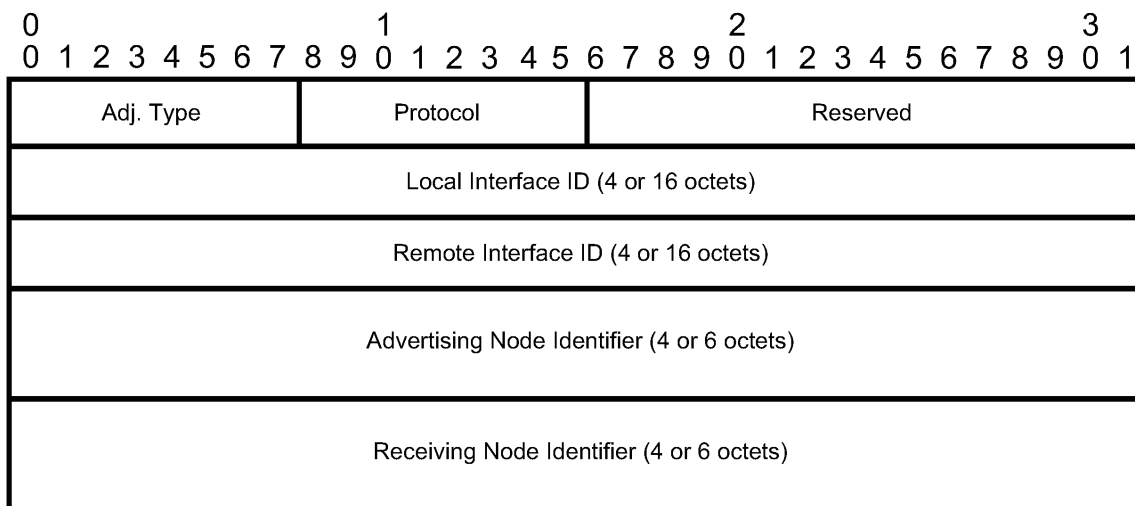 0 1 2 3
0 1 2 3 4 5 6 7 8 9 0 1 2 3 4 5 6 7 8 9 0 1 2 3 4 5 6 7 8 9 0 1
Adj. Type Protocol Reserved
Local Interface ID (4 or 16 octets)
Remote Interface ID (4 or 16 octets)
Advertising Node Identifier (4 or 6 octets)
Receiving Node Identifier (4 or 6 octets)